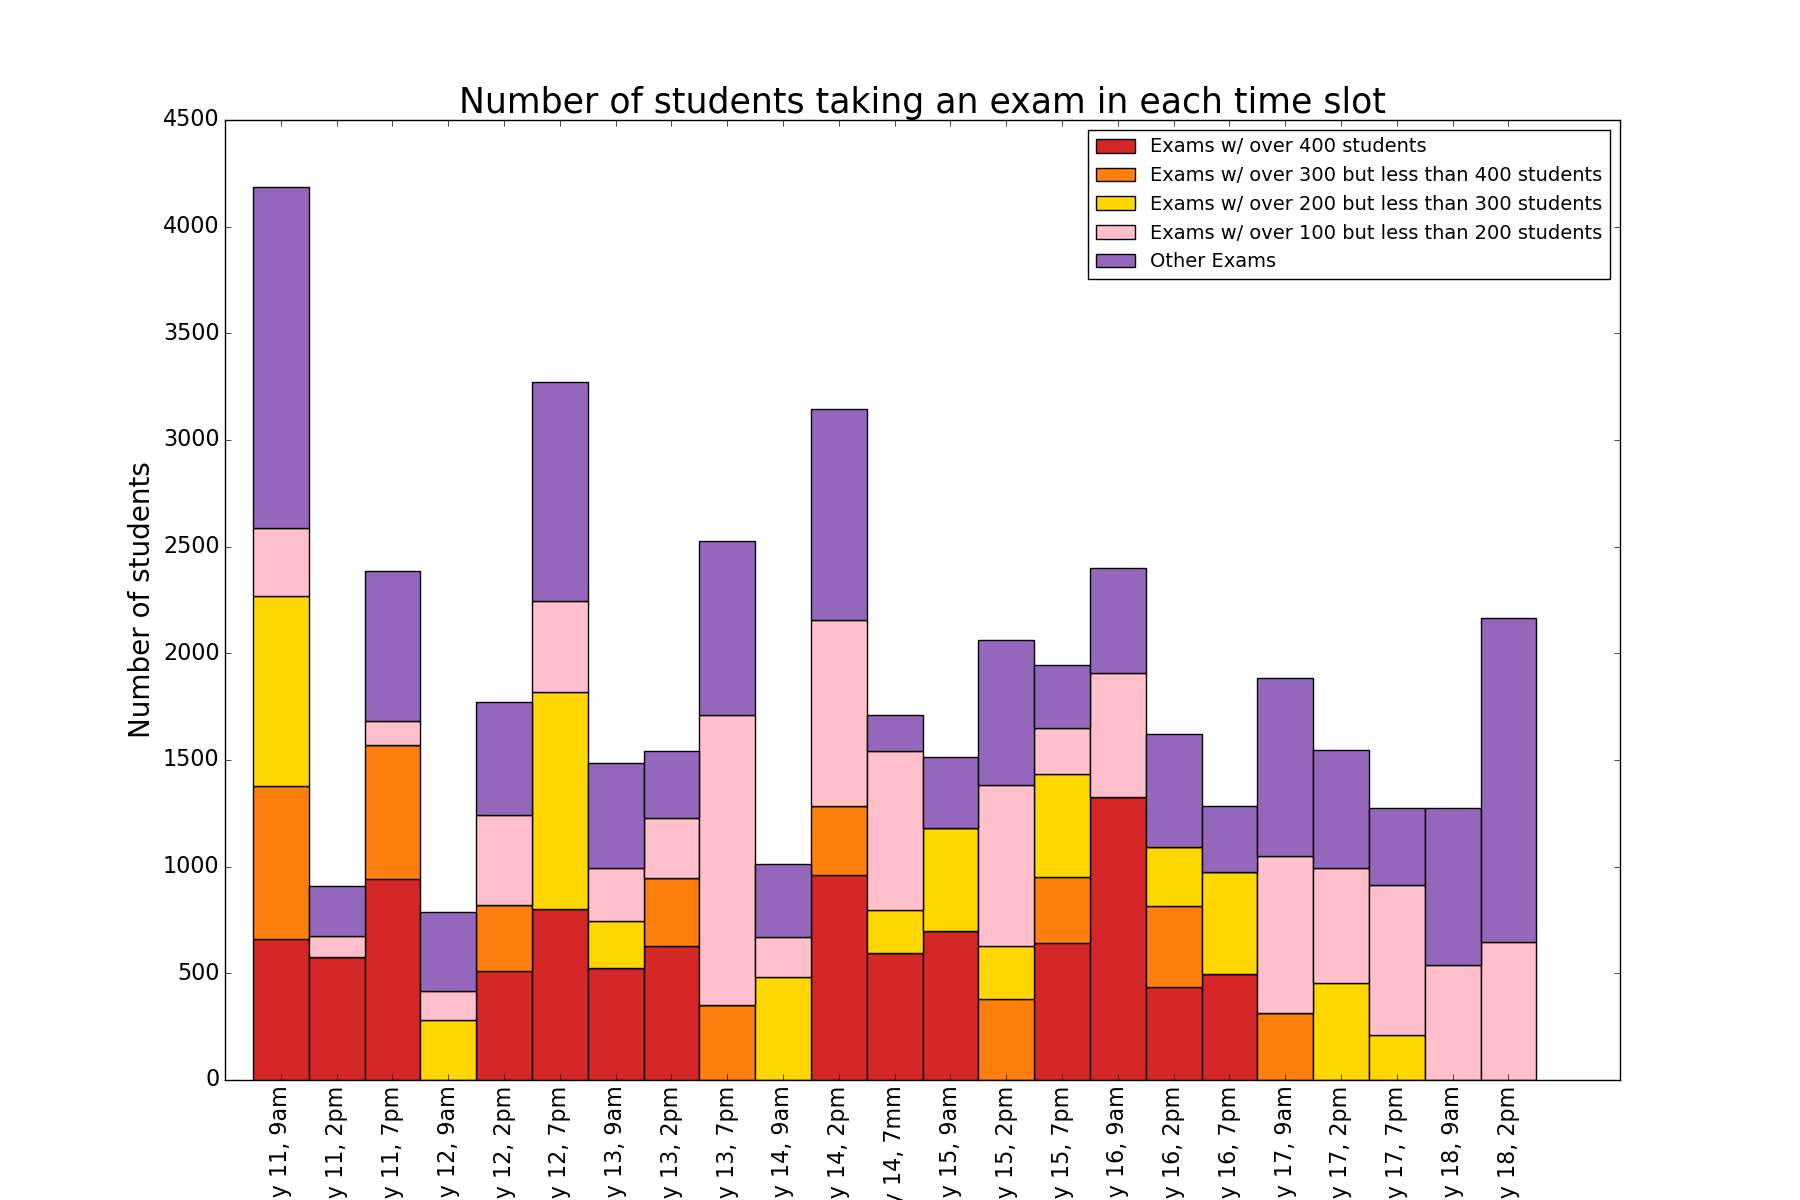 Number of students taking an exam in each time slot
Number of students
4500
4000
3500
3000
2500
2000
1500
1000
500
0
Exams w/ over 400 students
Exams w/ over 300 but less than 400 students
Exams w/ over 200 but less than 300 students
Exams w/ over 100 but less than 200 students
Other Exams
y 11, 9am
y 11, 2pm
y 11, 7pm
y 12, 9am
y 12, 2pm
y 12, 7pm
y 13, 9am
y 13, 2pm
y 13, 7pm
y 14, 9am
y 14, 2pm
y 14, 7mm
y 15, 9am
y 15, 2pm
y 15, 7pm
y 16, 9am
y 16, 2pm
y 16, 7pm
y 17, 9am
y 17, 2pm
y 17, 7pm
y 18, 9am
y 18, 2pm